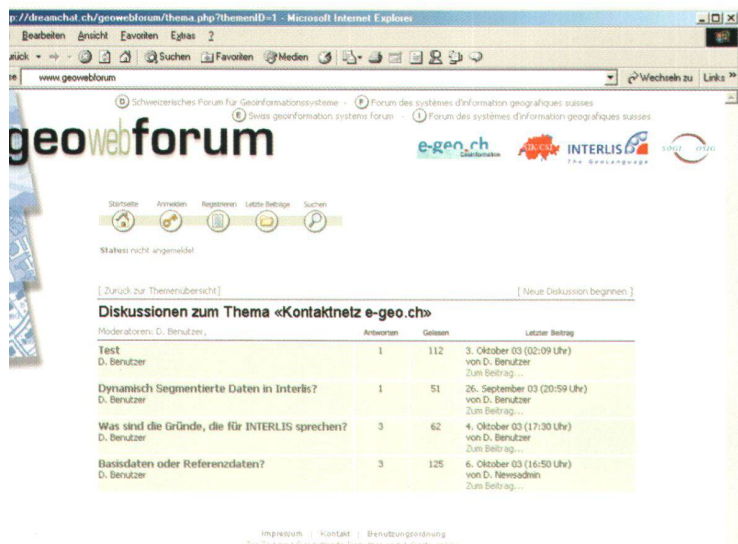 p://dreamchat.ch/geowebforum/thema.php?themenID=1 - Microsoft Internet Explorer
Bearbeiten Ansicht Favoriten Extras ?
Suchen Favoriten Medien
www.geowebforum Wechseln zu Links »
D Schweizerisches Forum für Geoinformationssysteme - F Forum des systèmes d'information geografiques suisses
E Swiss geoinformation systems forum - I Forum des systèmes d'information geografiques suisses
geowebforum
e-geo.ch INTERLIS SOGI OSIG
The GeoLanguage
Startseite Anmelden Registrieren Letzte Beiträge Suchen
Status: nicht angemeldet
[ Zurück zur Themenübersicht ] [ Neue Diskussion beginnen ]
Diskussionen zum Thema «Kontaktnetz e-geo.ch»
Moderatoren: D. Benutzer, Antworten Gelesen Letzter Beitrag
Test 1 112 3. Oktober 03 (02:09 Uhr)
D. Benutzer von D. Benutzer
Zum Beitrag...
Dynamisch Segmentierte Daten in Interlis? 1 51 26. September 03 (20:59 Uhr)
D. Benutzer von D. Benutzer
Zum Beitrag...
Was sind die Gründe, die für INTERLIS sprechen? 3 62 4. Oktober 03 (17:30 Uhr)
D. Benutzer von D. Benutzer
Zum Beitrag...
Basisdaten oder Referenzdaten? 3 125 6. Oktober 03 (16:50 Uhr)
D. Benutzer von D. Newsadmin
Zum Beitrag...
Impressum | Kontakt | Benutzungsordnung